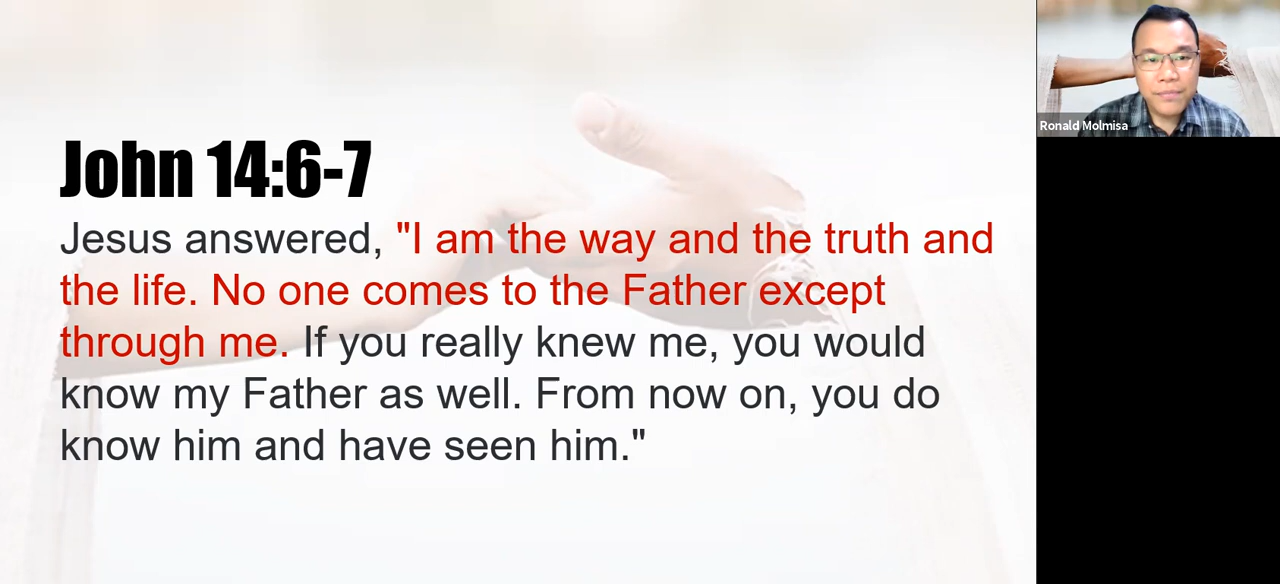 John 14:6-7
Jesus answered, "I am the way and the truth and
the life. No one comes to the Father except
through me. If you really knew me, you would
know my Father as well. From now on, you do
know him and have seen him."
Ronald Molmisa